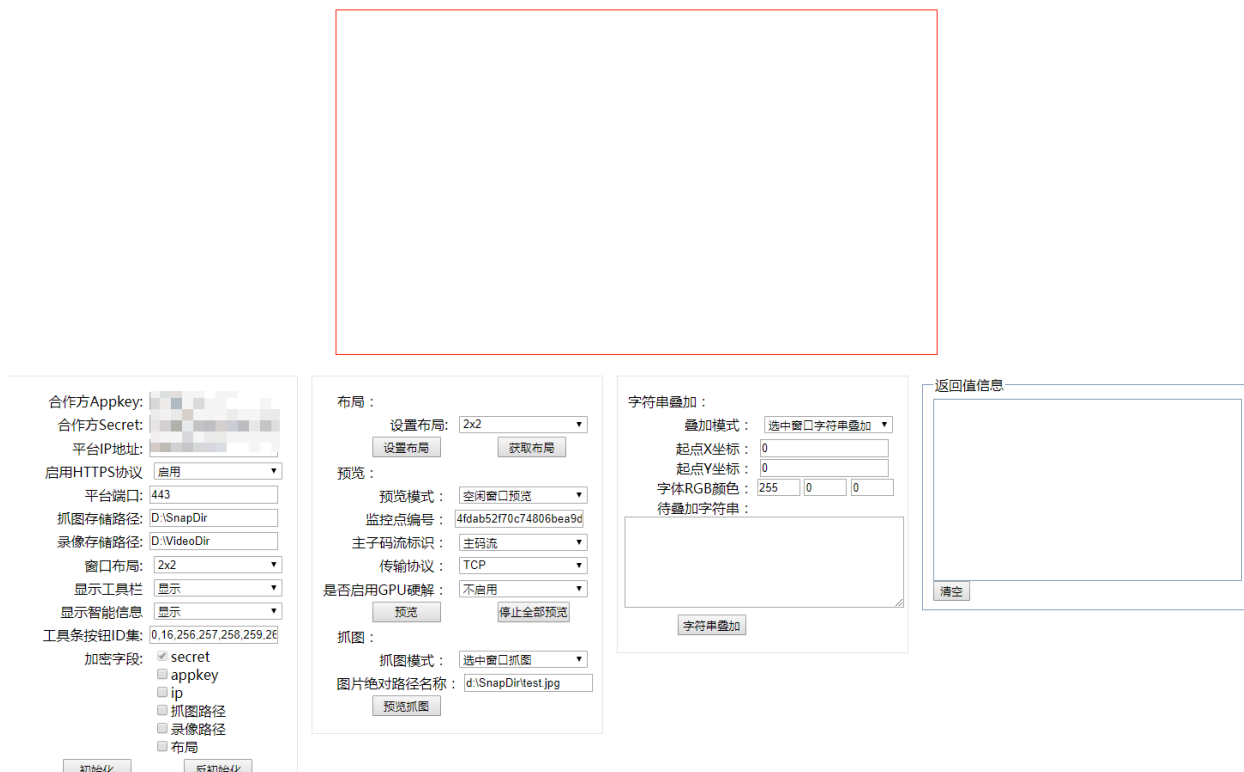 合作方Appkey:
合作方Secret:
平台IP地址:
启用HTTPS协议 启用
平台端口: 443
抓图存储路径: D:\SnapDir
录像存储路径: D:\VideoDir
窗口布局: 2x2
显示工具栏 显示
显示智能信息 显示
工具条按钮ID集: 0,16,256,257,258,259,26
加密字段: secret
appkey
ip
抓图路径
录像路径
布局
初始化 反初始化
布局：
设置布局: 2x2
设置布局 获取布局
预览：
预览模式： 空闲窗口预览
监控点编号： 4fdab52f70c74806bea9d
主子码流标识： 主码流
传输协议： TCP
是否启用GPU硬解： 不启用
预览 停止全部预览
抓图：
抓图模式： 选中窗口抓图
图片绝对路径名称： d:\SnapDir\test.jpg
预览抓图
字符串叠加：
叠加模式： 选中窗口字符串叠加
起点X坐标： 0
起点Y坐标： 0
字体RGB颜色： 255 0 0
待叠加字符串：
字符串叠加
返回值信息
清空